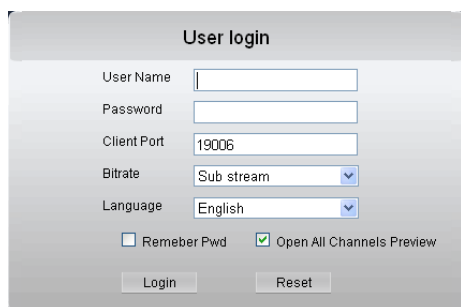 User login
User Name
Password
Client Port 19006
Bitrate Sub stream
Language English
Remeber Pwd Open All Channels Preview
Login Reset